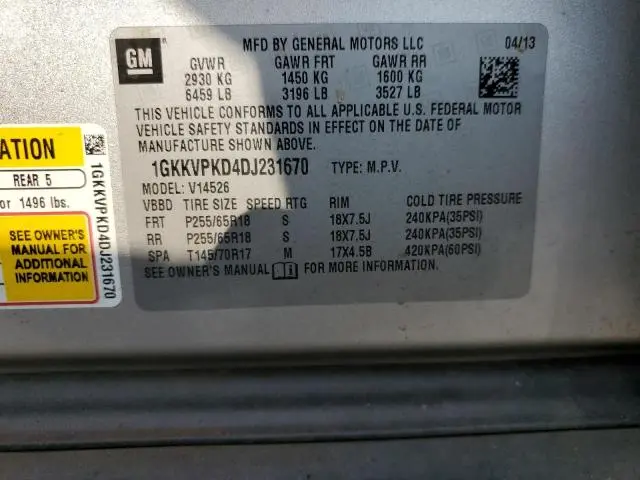 GM
MFD BY GENERAL MOTORS LLC 04/13
GVWR GAWR FRT GAWR RR
2930 KG 1450 KG 1600 KG
6459 LB 3196 LB 3527 LB
THIS VEHICLE CONFORMS TO ALL APPLICABLE U.S. FEDERAL MOTOR
VEHICLE SAFETY STANDARDS IN EFFECT ON THE DATE OF
MANUFACTURE SHOWN ABOVE.
1GKKVPKD4DJ231670 TYPE: M.P.V.
MODEL: V14526
VBBD TIRE SIZE SPEED RTG RIM COLD TIRE PRESSURE
FRT P255/65R18 S 18X7.5J 240KPA(35PSI)
RR P255/65R18 S 18X7.5J 240KPA(35PSI)
SPA T145/70R17 M 17X4.5B 420KPA(60PSI)
SEE OWNER'S MANUAL FOR MORE INFORMATION.
ATION
REAR 5
or 1496 lbs.
SEE OWNER'S
MANUAL FOR
ADDITIONAL
INFORMATION
1GKKVPKD4DJ231670